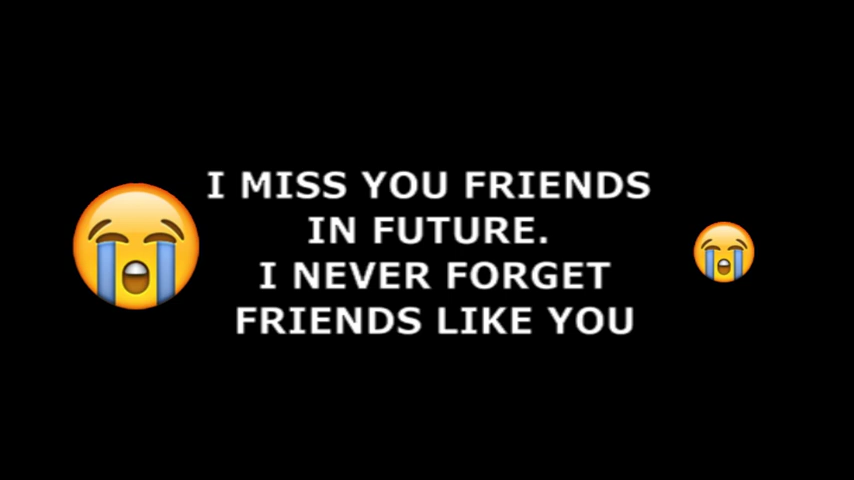 I MISS YOU FRIENDS
IN FUTURE.
I NEVER FORGET
FRIENDS LIKE YOU